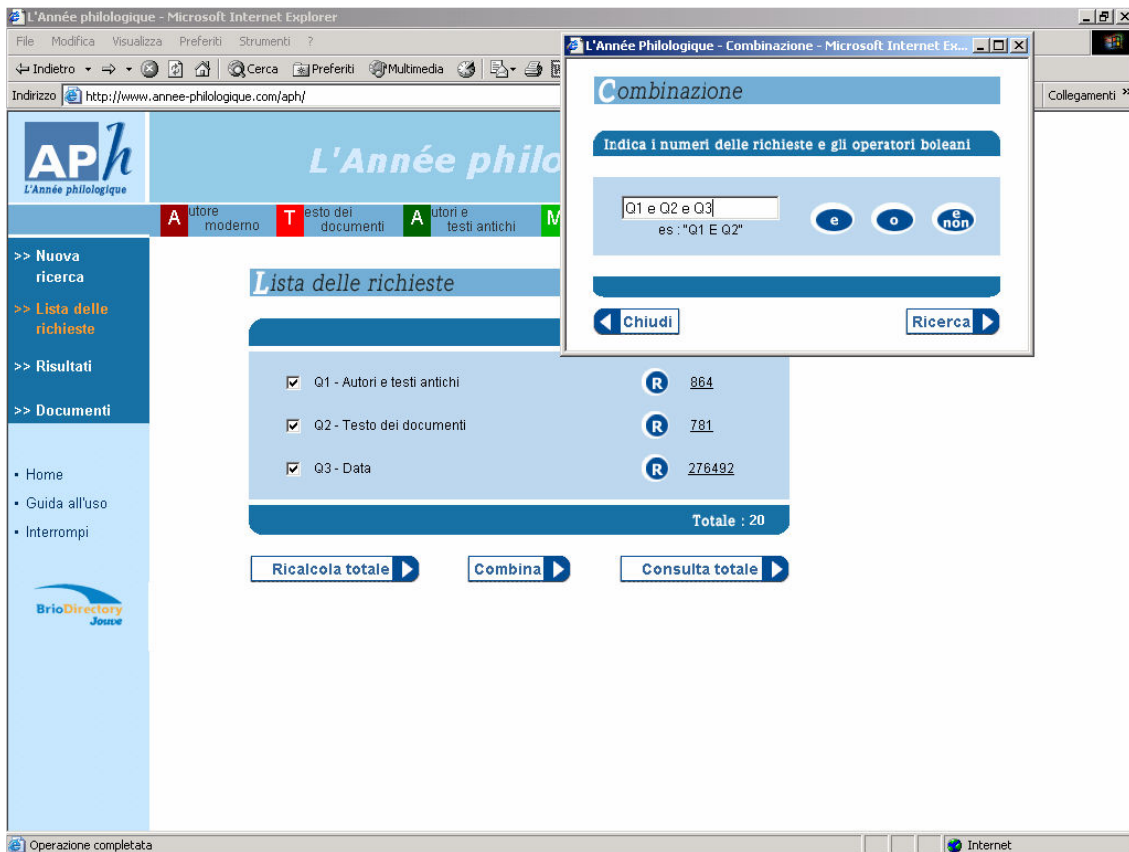 L'Année philologique - Microsoft Internet Explorer
File Modifica Visualizza Preferiti Strumenti ?
Indietro Cerca Preferiti Multimedia
Indirizzo http://www.annee-philologique.com/aph/
Collegamenti »
APh
L'Année philologique
L'Année philo
Autore moderno
Testo dei documenti
Autori e testi antichi
M
>> Nuova
ricerca
>> Lista delle
richieste
>> Risultati
>> Documenti
• Home
• Guida all'uso
• Interrompi
BrioDirectory
Jouve
Lista delle richieste
Q1 - Autori e testi antichi R 864
Q2 - Testo dei documenti R 781
Q3 - Data R 276492
Totale : 20
Ricalcola totale Combina Consulta totale
L'Année Philologique - Combinazione - Microsoft Internet Ex...
Combinazione
Indica i numeri delle richieste e gli operatori boleani
Q1 e Q2 e Q3
e o e non
es : "Q1 E Q2"
Chiudi Ricerca
Operazione completata Internet